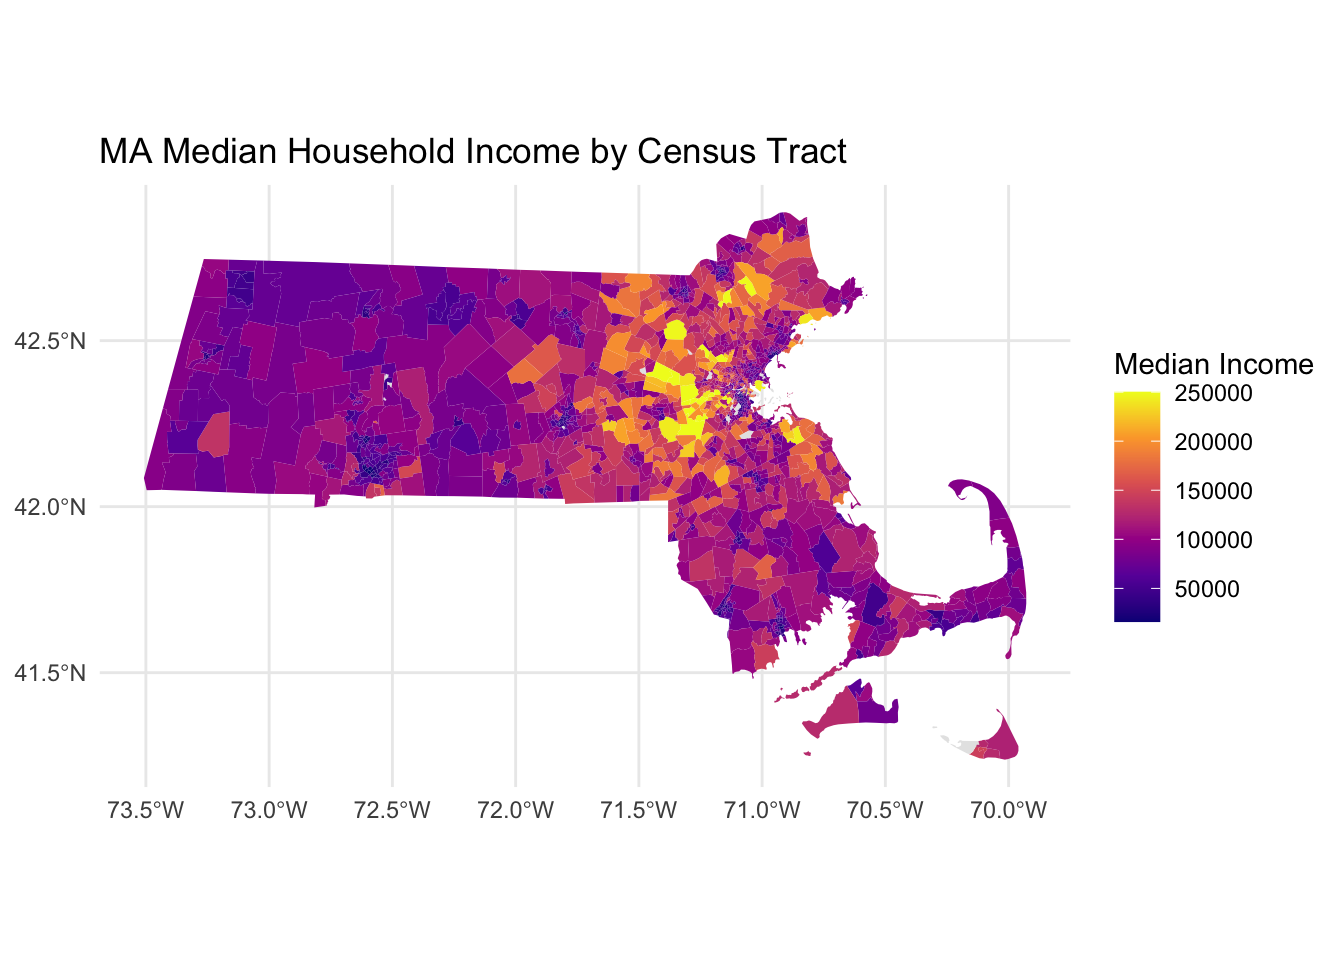 MA Median Household Income by Census Tract
42.5°N
42.0°N
41.5°N
73.5°W 73.0°W 72.5°W 72.0°W 71.5°W 71.0°W 70.5°W 70.0°W
Median Income
250000
200000
150000
100000
50000